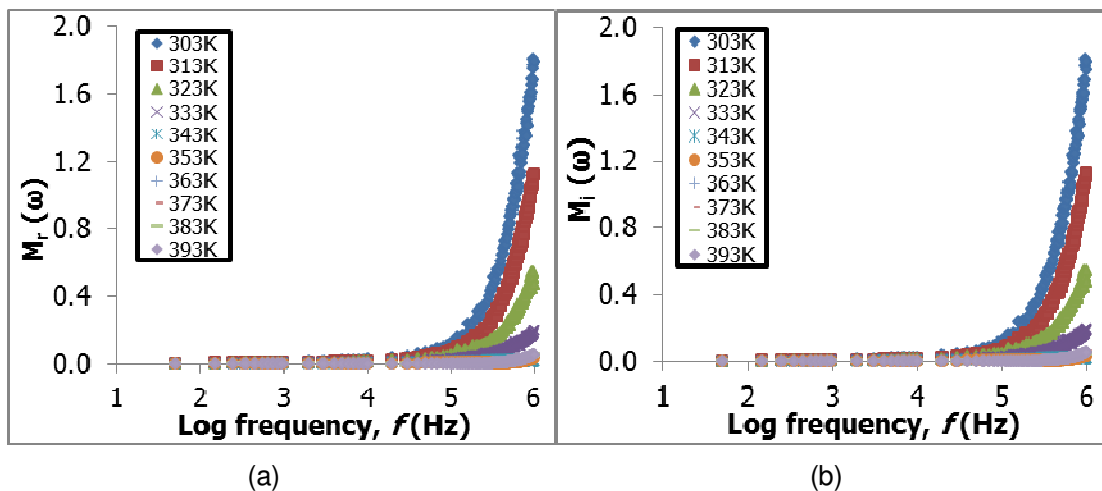 2.0
1.6
1.2
0.8
0.4
0.0
M_r (ω)
303K
313K
323K
333K
343K
353K
363K
373K
383K
393K
1 2 3 4 5 6
Log frequency, f (Hz)
(a)
2.0
1.6
1.2
0.8
0.4
0.0
M_i (ω)
303K
313K
323K
333K
343K
353K
363K
373K
383K
393K
1 2 3 4 5 6
Log frequency, f (Hz)
(b)